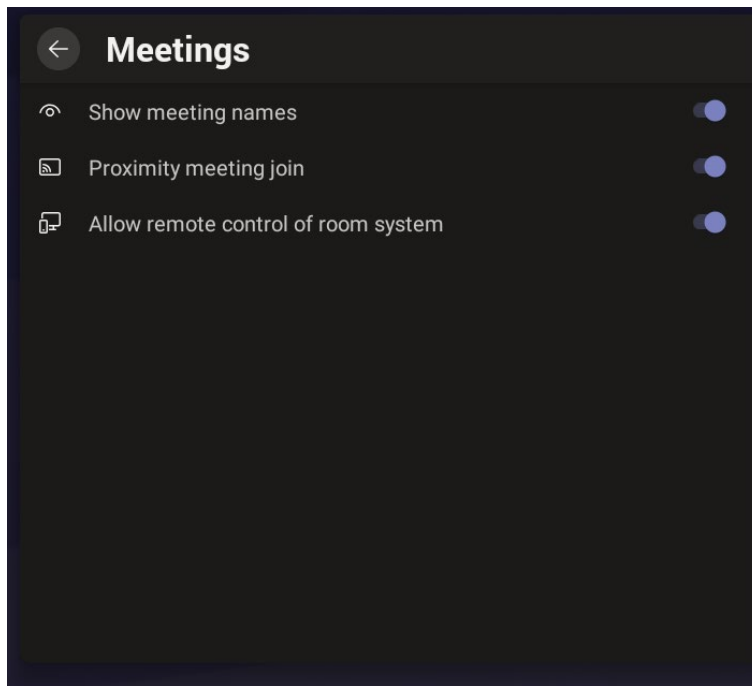 Meetings
Show meeting names
Proximity meeting join
Allow remote control of room system